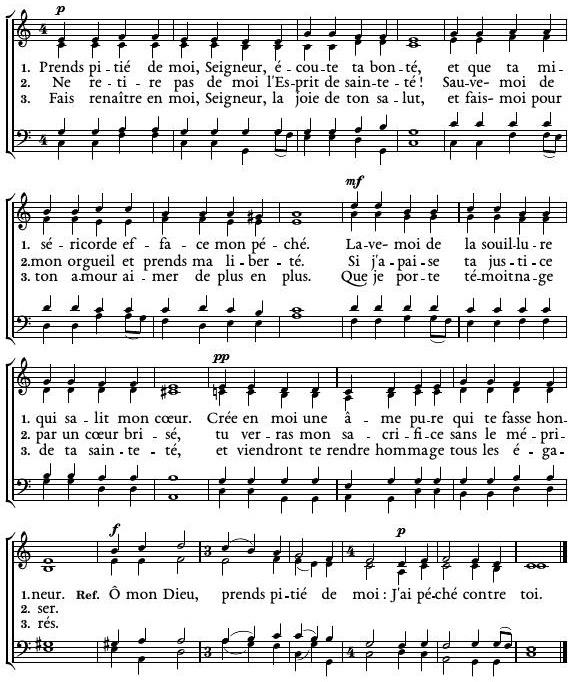 p
1. Prends pi - tié de moi, Seigneur, é - cou - te ta bon - té, et que ta mi -
2. Ne re - ti - re pas de moi l'Es - prit de sain - te - té ! Sau - ve - moi de
3. Fais renaître en moi, Seigneur, la joie de ton sa - lut, et fais - moi pour
mf
1. sé - ricorde ef - fa - ce mon pé - ché. La - ve - moi de la souil - lu - re
2. mon orgueil et prends ma li - ber - té. Si j'a - pai - se ta jus - ti - ce
3. ton amour ai - mer de plus en plus. Que je por - te té - moitnage
pp
1. qui sa - lit mon cœur. Crée en moi une â - me pu - re qui te fasse hon -
2. par un cœur bri - sé, tu ver - ras mon sa - cri - fi - ce sans le mé - pri -
3. de ta sain - te - té, et viendront te rendre hommage tous les é - ga -
f p
1. neur. Ref. Ô mon Dieu, prends pi - tié de moi : J'ai pé - ché contre toi.
2. ser.
3. rés.